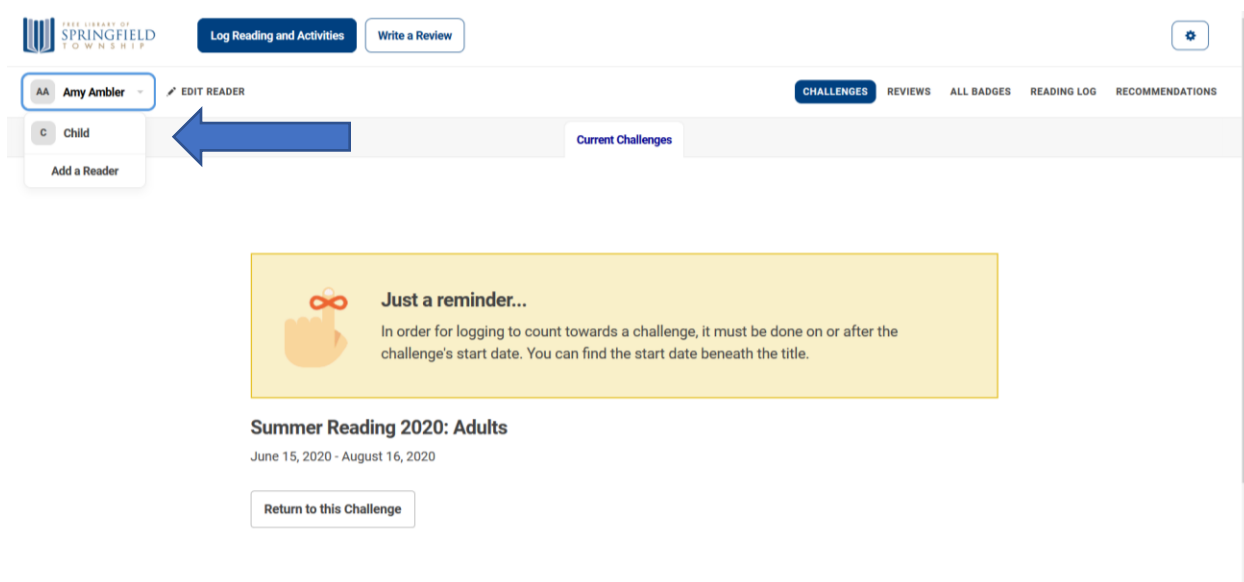 FREE LIBRARY OF
SPRINGFIELD
TOWNSHIP
Log Reading and Activities
Write a Review
AA Amy Ambler
EDIT READER
CHALLENGES REVIEWS ALL BADGES READING LOG RECOMMENDATIONS
C Child
Add a Reader
Current Challenges
Just a reminder...
In order for logging to count towards a challenge, it must be done on or after the
challenge's start date. You can find the start date beneath the title.
Summer Reading 2020: Adults
June 15, 2020 - August 16, 2020
Return to this Challenge